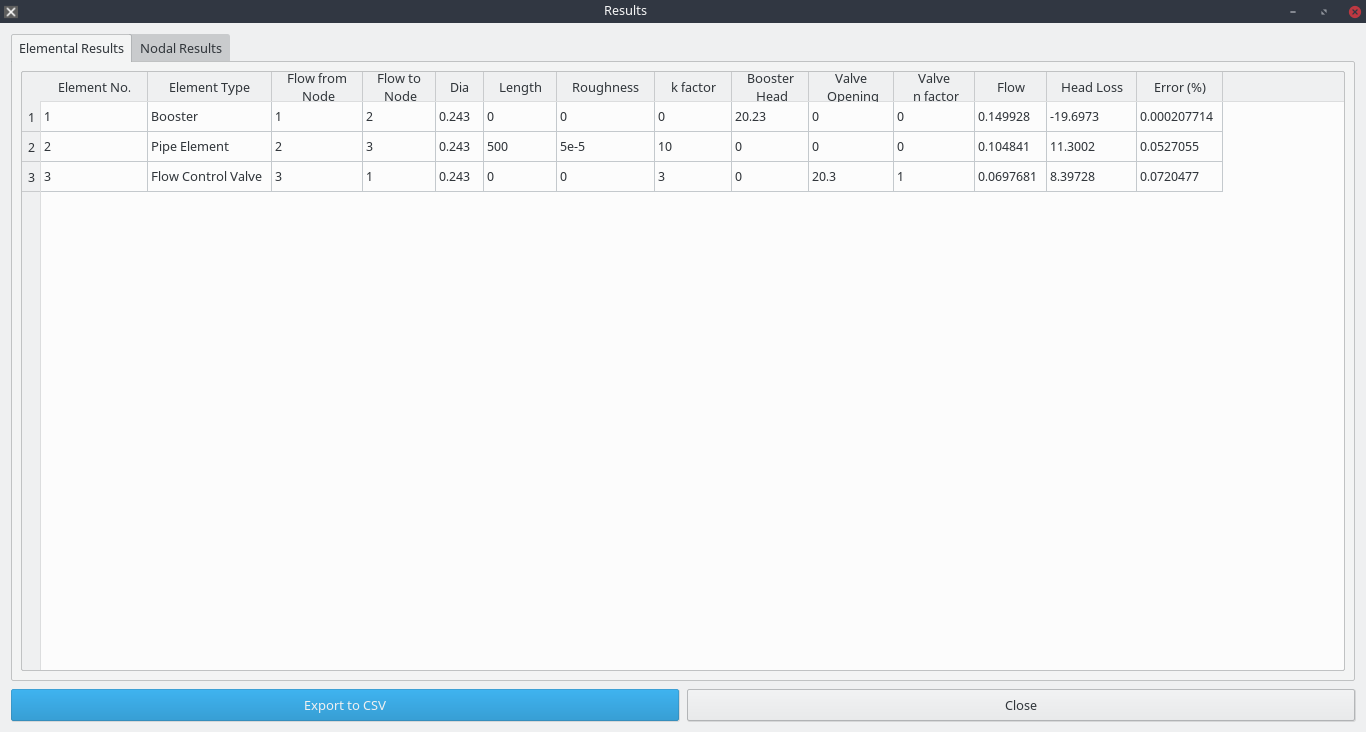 Results
Elemental Results Nodal Results
Element No. Element Type Flow from Node Flow to Node Dia Length Roughness k factor Booster Head Valve Opening Valve n factor Flow Head Loss Error (%)
1 1 Booster 1 2 0.243 0 0 0 20.23 0 0 0.149928 -19.6973 0.000207714
2 2 Pipe Element 2 3 0.243 500 5e-5 10 0 0 0 0.104841 11.3002 0.0527055
3 3 Flow Control Valve 3 1 0.243 0 0 3 0 20.3 1 0.0697681 8.39728 0.0720477
Export to CSV Close